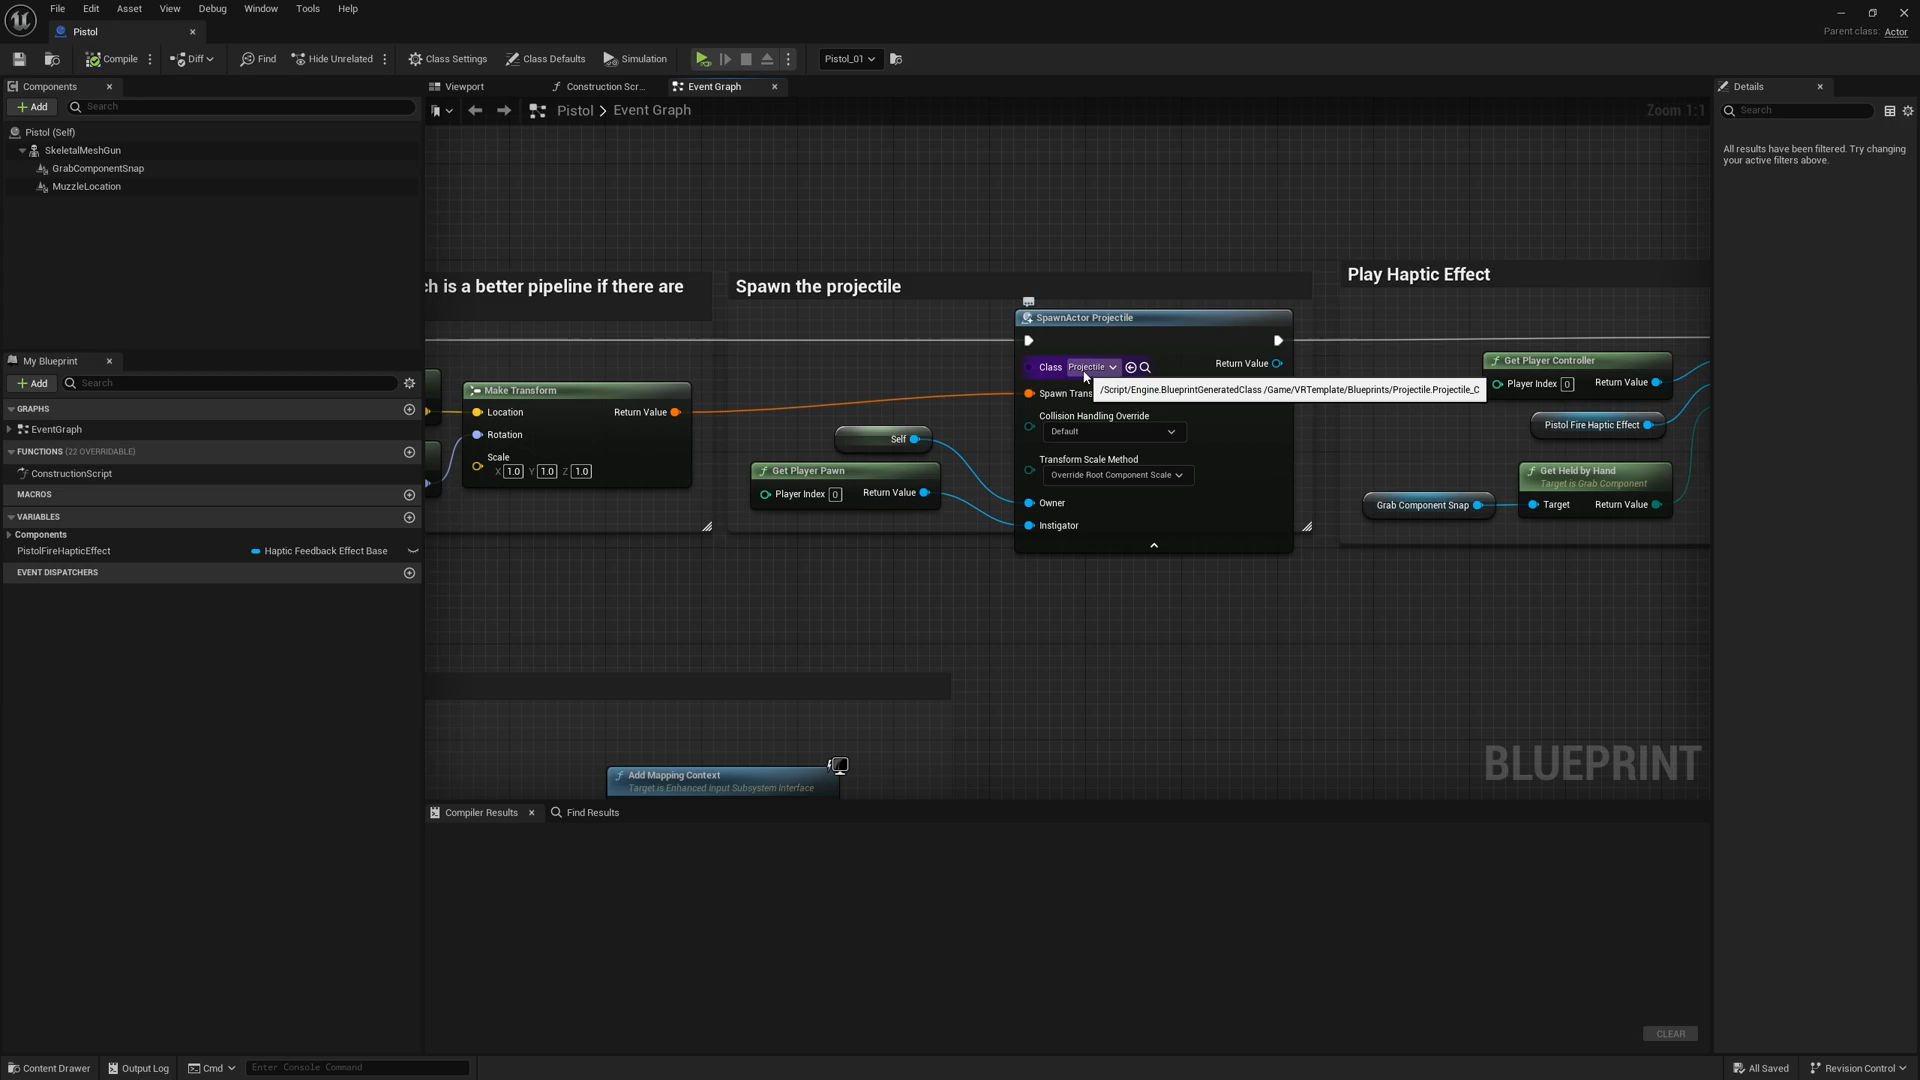 File Edit Asset View Window Debug Tools Help
Pistol
Parent class: Actor
Compile Diff Find Hide Unrelated Class Settings Class Defaults Simulation Pistol_01
Components
Add Search
Pistol (Self)
SkeletalMeshGun
GrabComponentSnap
MuzzleLocation
My Blueprint
Add Search
GRAPHS
EventGraph
FUNCTIONS (22 OVERRIDABLE)
ConstructionScript
MACROS
VARIABLES
Components
PistolFireHapticEffect Haptic Feedback Effect Base
EVENT DISPATCHERS
Viewport Construction Scr... Event Graph
Pistol > Event Graph
Zoom 1:1
ch is a better pipeline if there are
Make Transform
Location Return Value
Rotation
Scale
X 1.0 Y 1.0 Z 1.0
Spawn the projectile
SpawnActor Projectile
Class Projectile Return Value
/Script/Engine.BlueprintGeneratedClass /Game/VRTemplate/Blueprints/Projectile.Projectile_C
Spawn Trans
Collision Handling Override
Default
Transform Scale Method
Override Root Component Scale
Owner
Instigator
Self
Get Player Pawn
Player Index 0 Return Value
Play Haptic Effect
Get Player Controller
Player Index 0 Return Value
Pistol Fire Haptic Effect
Get Held by Hand
Target is Grab Component
Grab Component Snap Target Return Value
Add Mapping Context
Target is Enhanced Input Subsystem Interface
BLUEPRINT
Compiler Results Find Results
CLEAR
Details
Search
All results have been filtered. Try changing
your active filters above.
Content Drawer Output Log Cmd Enter Console Command All Saved Revision Control